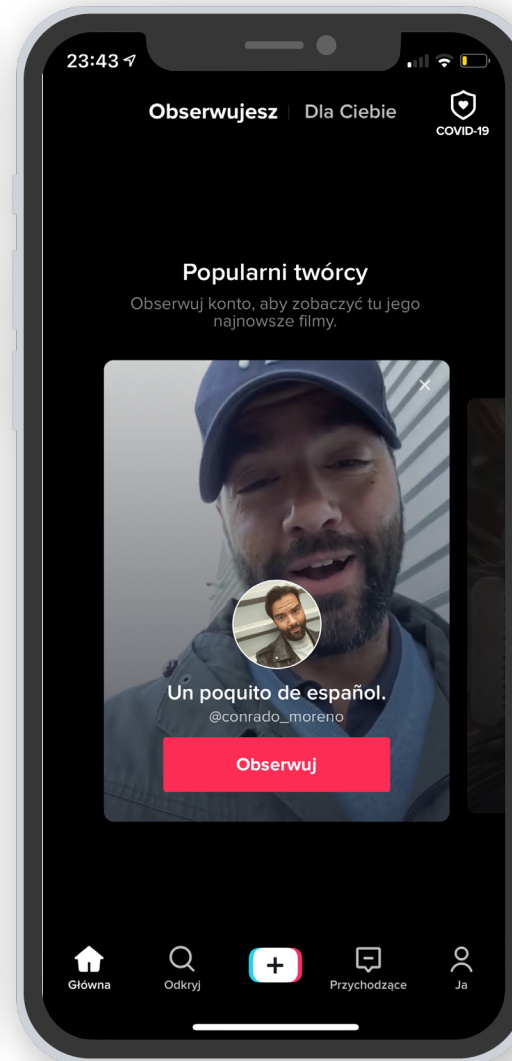 23:43
Obserwujesz | Dla Ciebie
COVID-19
Popularni twórcy
Obserwuj konto, aby zobaczyć tu jego
najnowsze filmy.
Un poquito de español.
@conrado_moreno
Obserwuj
Główna Odkryj Przychodzące Ja